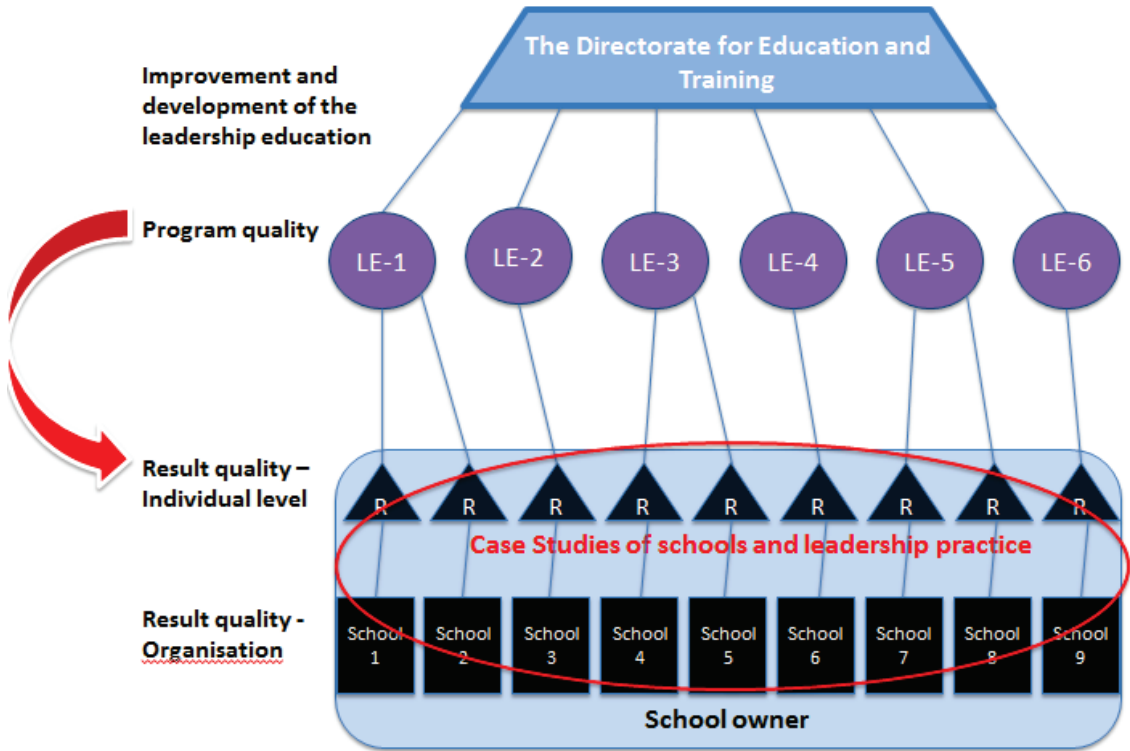 The Directorate for Education and
Training
Improvement and
development of the
leadership education
Program quality
LE-1
LE-2
LE-3
LE-4
LE-5
LE-6
Result quality –
Individual level
R
R
R
R
R
R
R
R
R
Case Studies of schools and leadership practice
Result quality -
Organisation
School
1
School
2
School
3
School
4
School
5
School
6
School
7
School
8
School
9
School owner